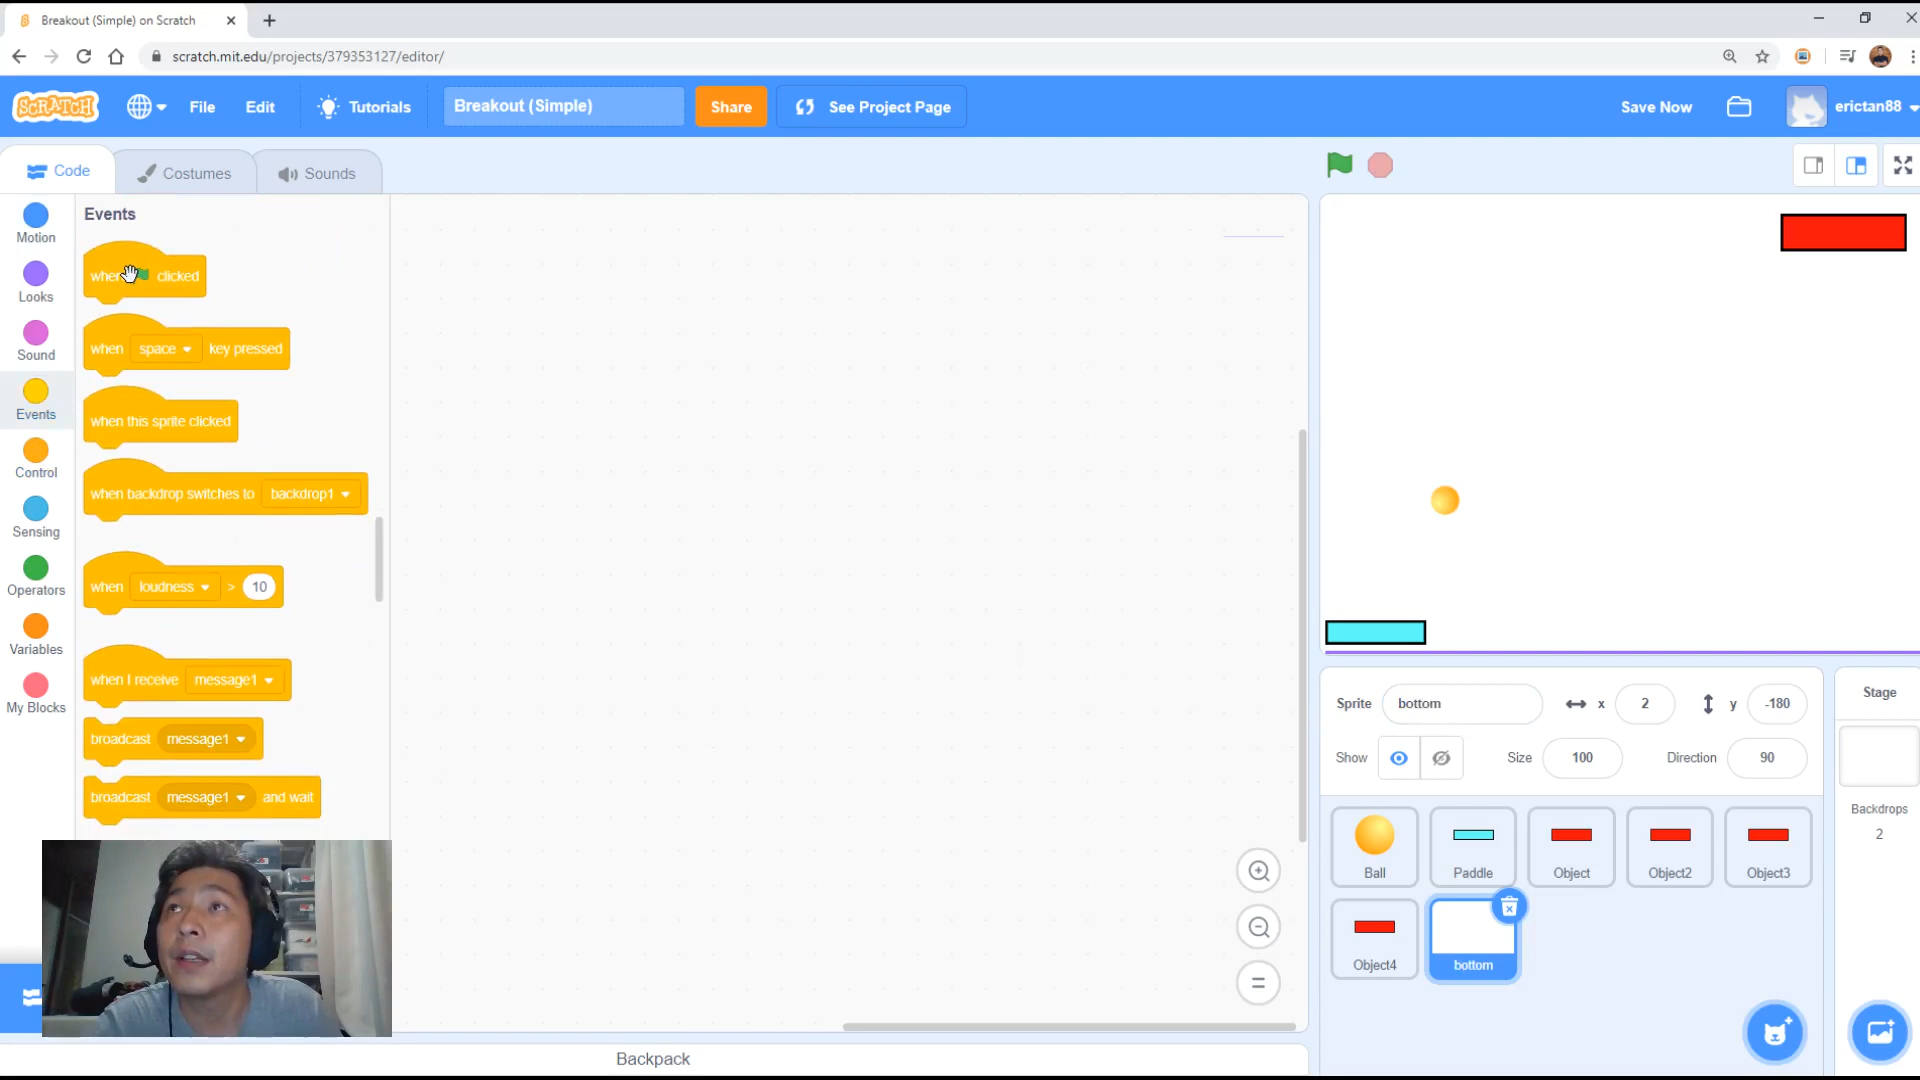 Breakout (Simple) on Scratch
scratch.mit.edu/projects/379353127/editor/
SCRATCH
File
Edit
Tutorials
Breakout (Simple)
Share
See Project Page
Save Now
erictan88
Code
Costumes
Sounds
Motion
Looks
Sound
Events
Control
Sensing
Operators
Variables
My Blocks
Events
when clicked
when space key pressed
when this sprite clicked
when backdrop switches to backdrop1
when loudness > 10
when I receive message1
broadcast message1
broadcast message1 and wait
Sprite bottom x 2 y -180
Show Size 100 Direction 90
Ball
Paddle
Object
Object2
Object3
Object4
bottom
Stage
Backdrops
2
Backpack